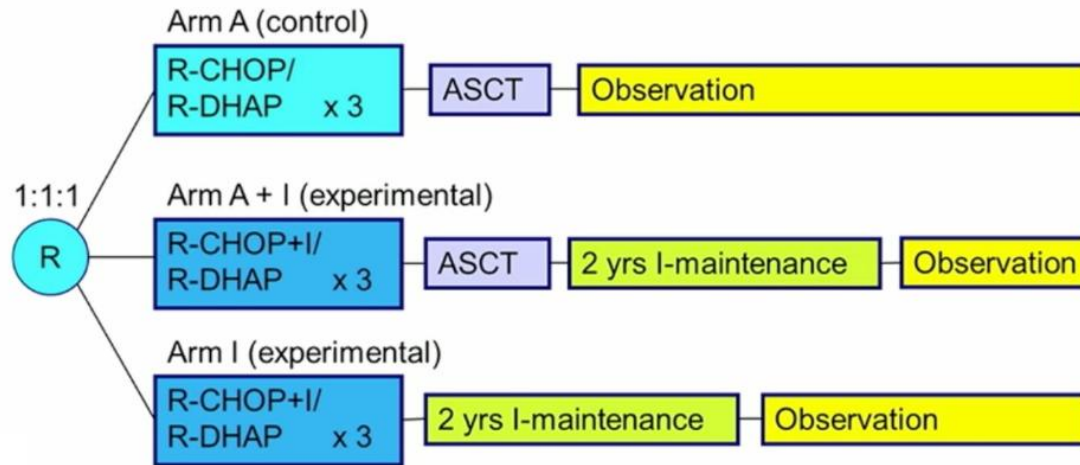 Arm A (control)
R-CHOP/
R-DHAP x 3
ASCT
Observation
1:1:1
R
Arm A + I (experimental)
R-CHOP+I/
R-DHAP x 3
ASCT
2 yrs I-maintenance
Observation
Arm I (experimental)
R-CHOP+I/
R-DHAP x 3
2 yrs I-maintenance
Observation